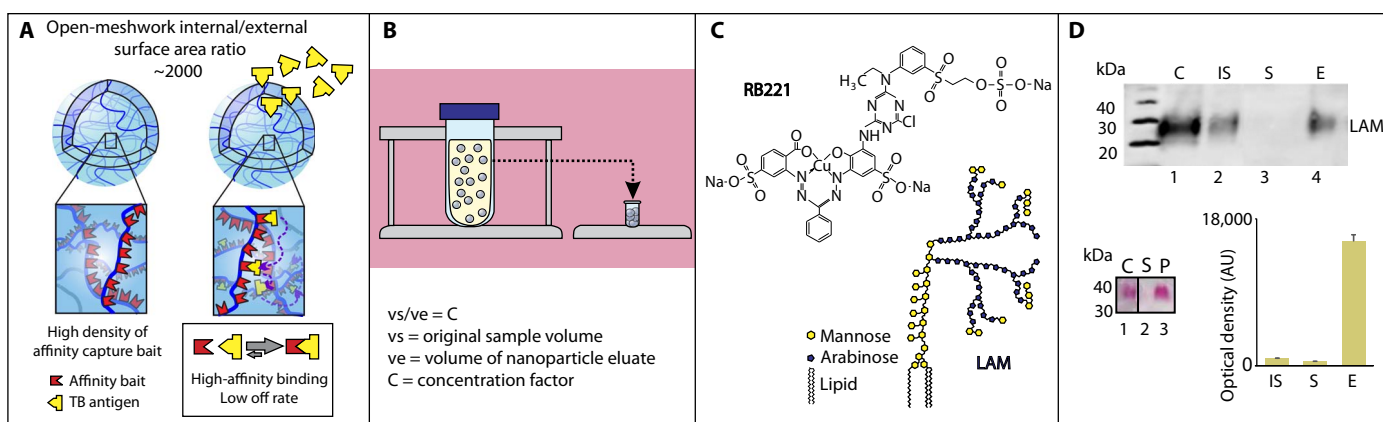 A
Open-meshwork internal/external
surface area ratio
~2000
High density of
affinity capture bait
Affinity bait
TB antigen
High-affinity binding
Low off rate
B
vs/ve = C
vs = original sample volume
ve = volume of nanoparticle eluate
C = concentration factor
C
RB221
H3C
N
S
O
O
O
S
O
O
O-Na
N
N
N
Cl
NH
O
O
O
Cu
Na-O
S
O
O
N
N
N
N
S
O
O
O-Na
Mannose
Arabinose
Lipid
LAM
D
kDa
C IS S E
40
30
20
LAM
1 2 3 4
kDa
C S P
40
30
1 2 3
Optical density (AU)
18,000
0
IS S E